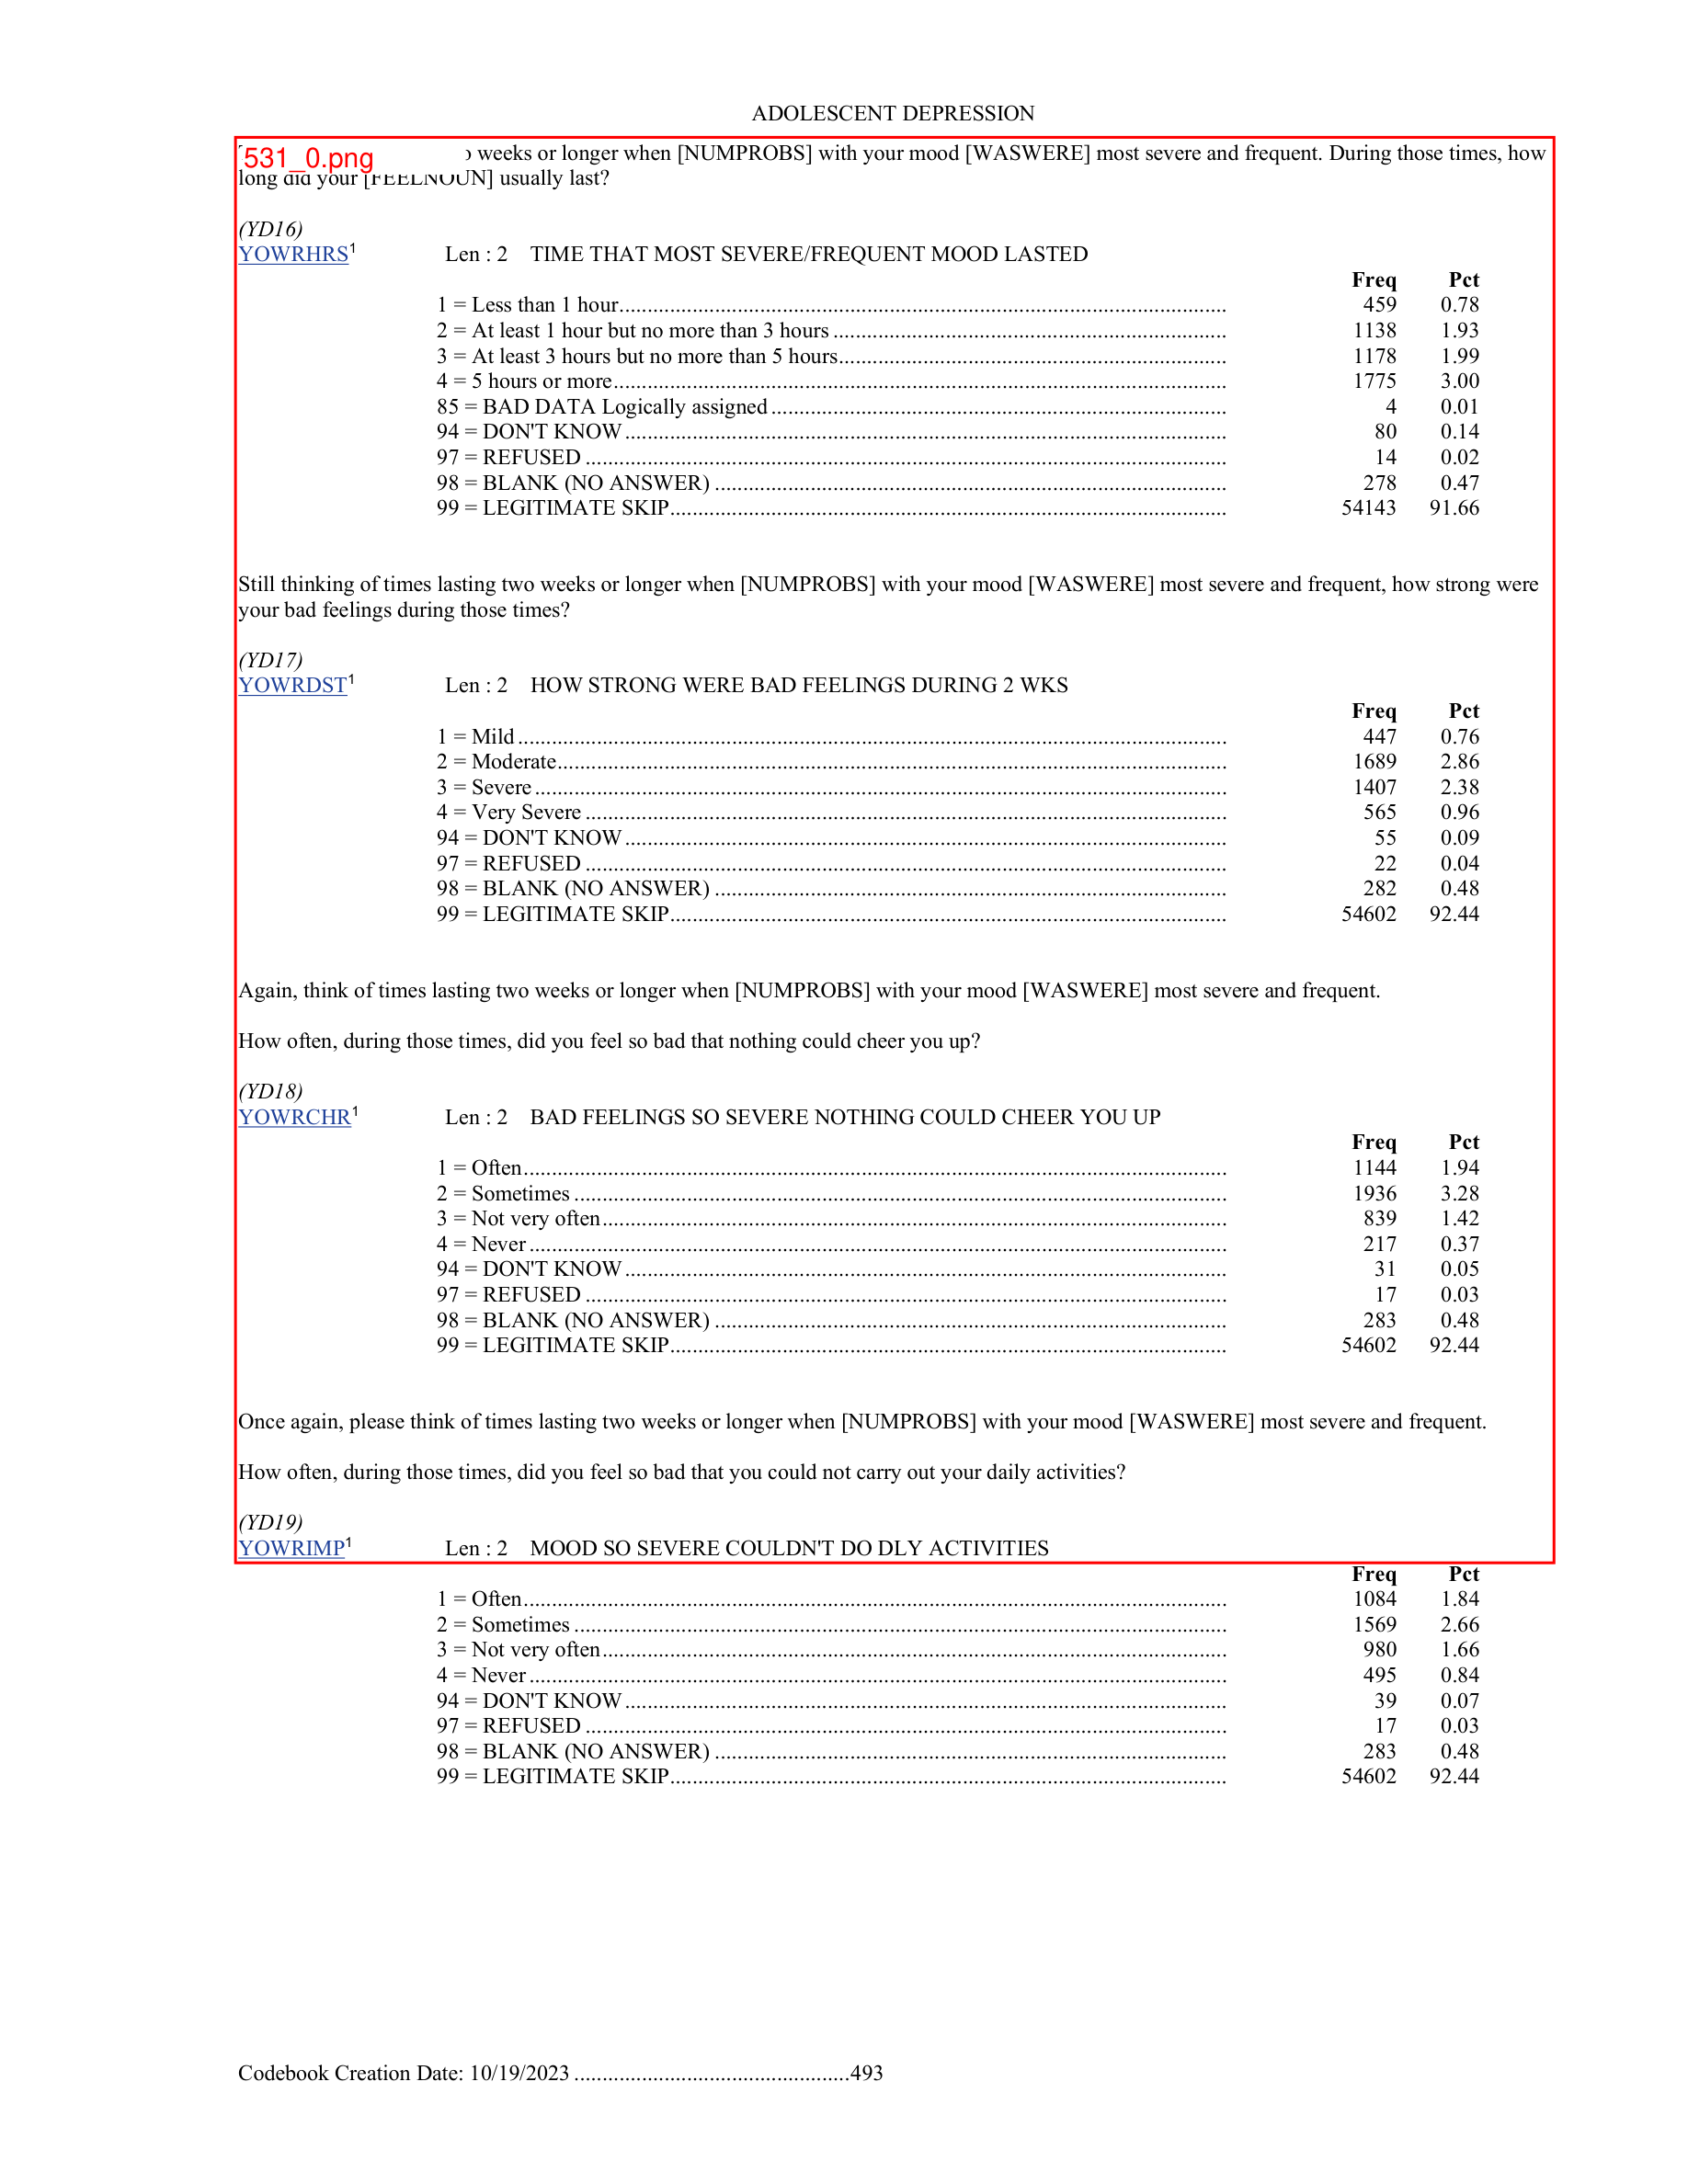 ADOLESCENT DEPRESSION
531_0.png
weeks or longer when [NUMPROBS] with your mood [WASWERE] most severe and frequent. During those times, how
long did your [FEELNOUN] usually last?
(YD16)
YOWRHRS1 Len : 2 TIME THAT MOST SEVERE/FREQUENT MOOD LASTED
Freq Pct
1 = Less than 1 hour 459 0.78
2 = At least 1 hour but no more than 3 hours 1138 1.93
3 = At least 3 hours but no more than 5 hours 1178 1.99
4 = 5 hours or more 1775 3.00
85 = BAD DATA Logically assigned 4 0.01
94 = DON'T KNOW 80 0.14
97 = REFUSED 14 0.02
98 = BLANK (NO ANSWER) 278 0.47
99 = LEGITIMATE SKIP 54143 91.66
Still thinking of times lasting two weeks or longer when [NUMPROBS] with your mood [WASWERE] most severe and frequent, how strong were
your bad feelings during those times?
(YD17)
YOWRDST1 Len : 2 HOW STRONG WERE BAD FEELINGS DURING 2 WKS
Freq Pct
1 = Mild 447 0.76
2 = Moderate 1689 2.86
3 = Severe 1407 2.38
4 = Very Severe 565 0.96
94 = DON'T KNOW 55 0.09
97 = REFUSED 22 0.04
98 = BLANK (NO ANSWER) 282 0.48
99 = LEGITIMATE SKIP 54602 92.44
Again, think of times lasting two weeks or longer when [NUMPROBS] with your mood [WASWERE] most severe and frequent.
How often, during those times, did you feel so bad that nothing could cheer you up?
(YD18)
YOWRCHR1 Len : 2 BAD FEELINGS SO SEVERE NOTHING COULD CHEER YOU UP
Freq Pct
1 = Often 1144 1.94
2 = Sometimes 1936 3.28
3 = Not very often 839 1.42
4 = Never 217 0.37
94 = DON'T KNOW 31 0.05
97 = REFUSED 17 0.03
98 = BLANK (NO ANSWER) 283 0.48
99 = LEGITIMATE SKIP 54602 92.44
Once again, please think of times lasting two weeks or longer when [NUMPROBS] with your mood [WASWERE] most severe and frequent.
How often, during those times, did you feel so bad that you could not carry out your daily activities?
(YD19)
YOWRIMP1 Len : 2 MOOD SO SEVERE COULDN'T DO DLY ACTIVITIES
Freq Pct
1 = Often 1084 1.84
2 = Sometimes 1569 2.66
3 = Not very often 980 1.66
4 = Never 495 0.84
94 = DON'T KNOW 39 0.07
97 = REFUSED 17 0.03
98 = BLANK (NO ANSWER) 283 0.48
99 = LEGITIMATE SKIP 54602 92.44
Codebook Creation Date: 10/19/2023 493